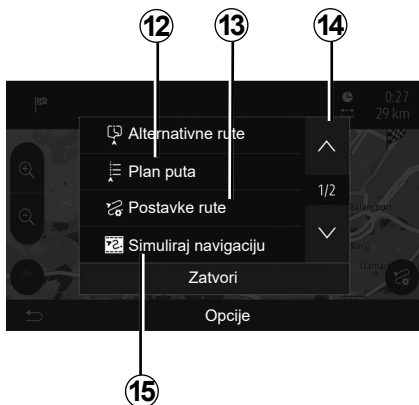 12 13 14
0:27
29 km
Alternativne rute
Plan puta
1/2
Postavke rute
Billancourt
Simuliraj navigaciju
Zatvori
Opcije
15